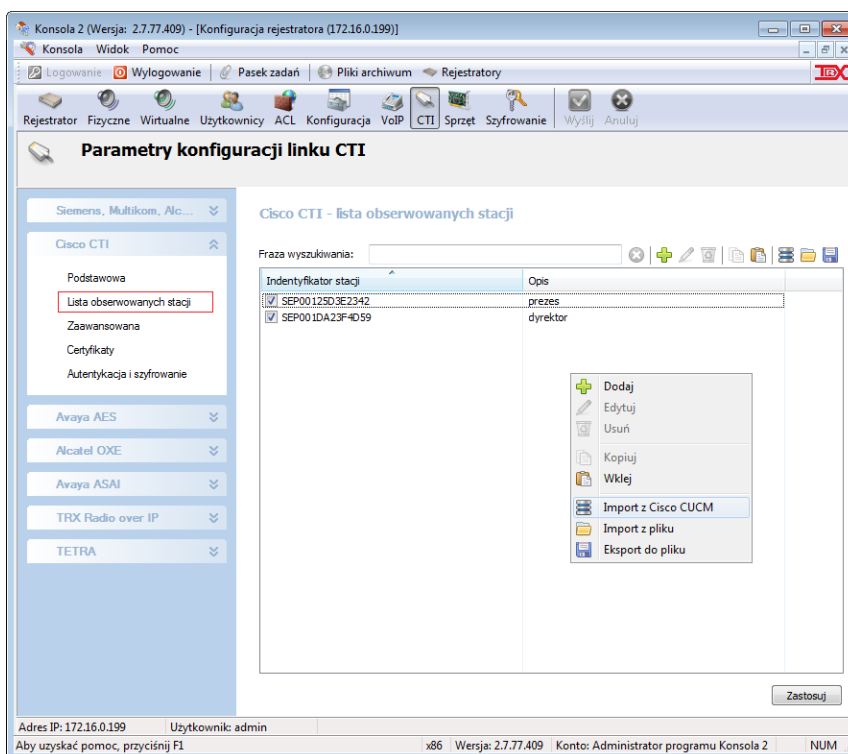 Konsola 2 (Wersja: 2.7.77.409) - [Konfiguracja rejestratora (172.16.0.199)]
Konsola Widok Pomoc
Logowanie Wylogowanie Pasek zadań Pliki archiwum Rejestratory TRX
Rejestrator Fizyczne Wirtualne Użytkownicy ACL Konfiguracja VoIP CTI Sprzęt Szyfrowanie Wyślij Anuluj
Parametry konfiguracji linku CTI
Siemens, Multikom, Alc...
Cisco CTI
Podstawowa
Lista obserwowanych stacji
Zaawansowana
Certyfikaty
Autentykacja i szyfrowanie
Avaya AES
Alcatel OXE
Avaya ASAI
TRX Radio over IP
TETRA
Cisco CTI - lista obserwowanych stacji
Fraza wyszukiwania:
Indentyfikator stacji Opis
SEP00125D3E2342 prezes
SEP001DA23F4D59 dyrektor
Dodaj
Edytuj
Usuń
Kopiuj
Wklej
Import z Cisco CUCM
Import z pliku
Eksport do pliku
Zastosuj
Adres IP: 172.16.0.199 Użytkownik: admin
Aby uzyskać pomoc, przyciśnij F1 x86 Wersja: 2.7.77.409 Konto: Administrator programu Konsola 2 NUM